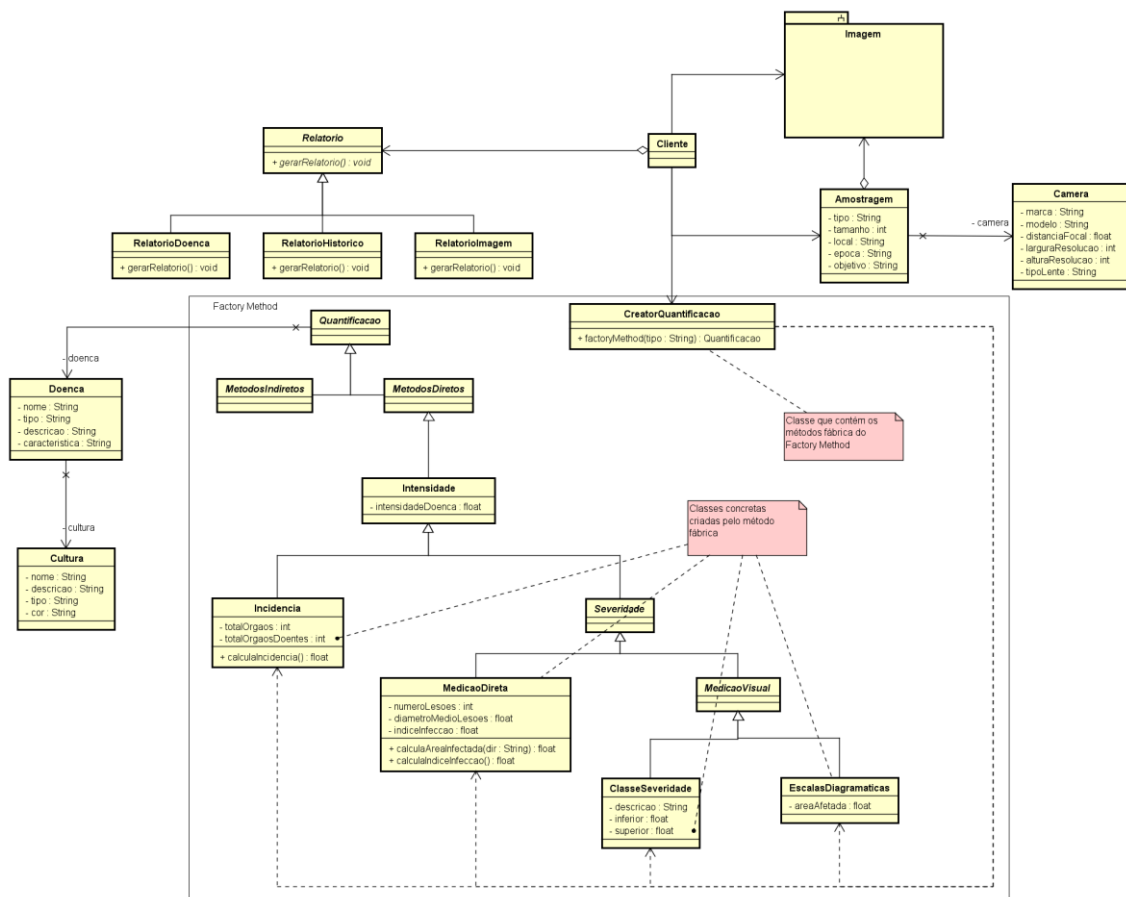 Imagem
Relatorio
+ gerarRelatorio() : void
Cliente
RelatorioDoenca
+ gerarRelatorio() : void
RelatorioHistorico
+ gerarRelatorio() : void
RelatorioImagem
+ gerarRelatorio() : void
Amostragem
- tipo : String
- tamanho : int
- local : String
- epoca : String
- objetivo : String
- camera
Camera
- marca : String
- modelo : String
- distanciaFocal : float
- larguraResolucao : int
- alturaResolucao : int
- tipoLente : String
Factory Method
Quantificacao
CreatorQuantificacao
+ factoryMethod(tipo : String) : Quantificacao
- doenca
Doenca
- nome : String
- tipo : String
- descricao : String
- caracteristica : String
MetodosIndiretos
MetodosDiretos
Classe que contém os
métodos fábrica do
Factory Method
Intensidade
- intensidadeDoenca : float
Classes concretas
criadas pelo método
fábrica
- cultura
Cultura
- nome : String
- descricao : String
- tipo : String
- cor : String
Incidencia
- totalOrgaos : int
- totalOrgaosDoentes : int
+ calculaIncidencia() : float
Severidade
MedicaoDireta
- numeroLesoes : int
- diametroMedioLesoes : float
- indiceInfeccao : float
+ calculaAreaInfectada(dir : String) : float
+ calculaIndiceInfeccao() : float
MedicaoVisual
ClasseSeveridade
- descricao : String
- inferior : float
- superior : float
EscalasDiagramaticas
- areaAfetada : float